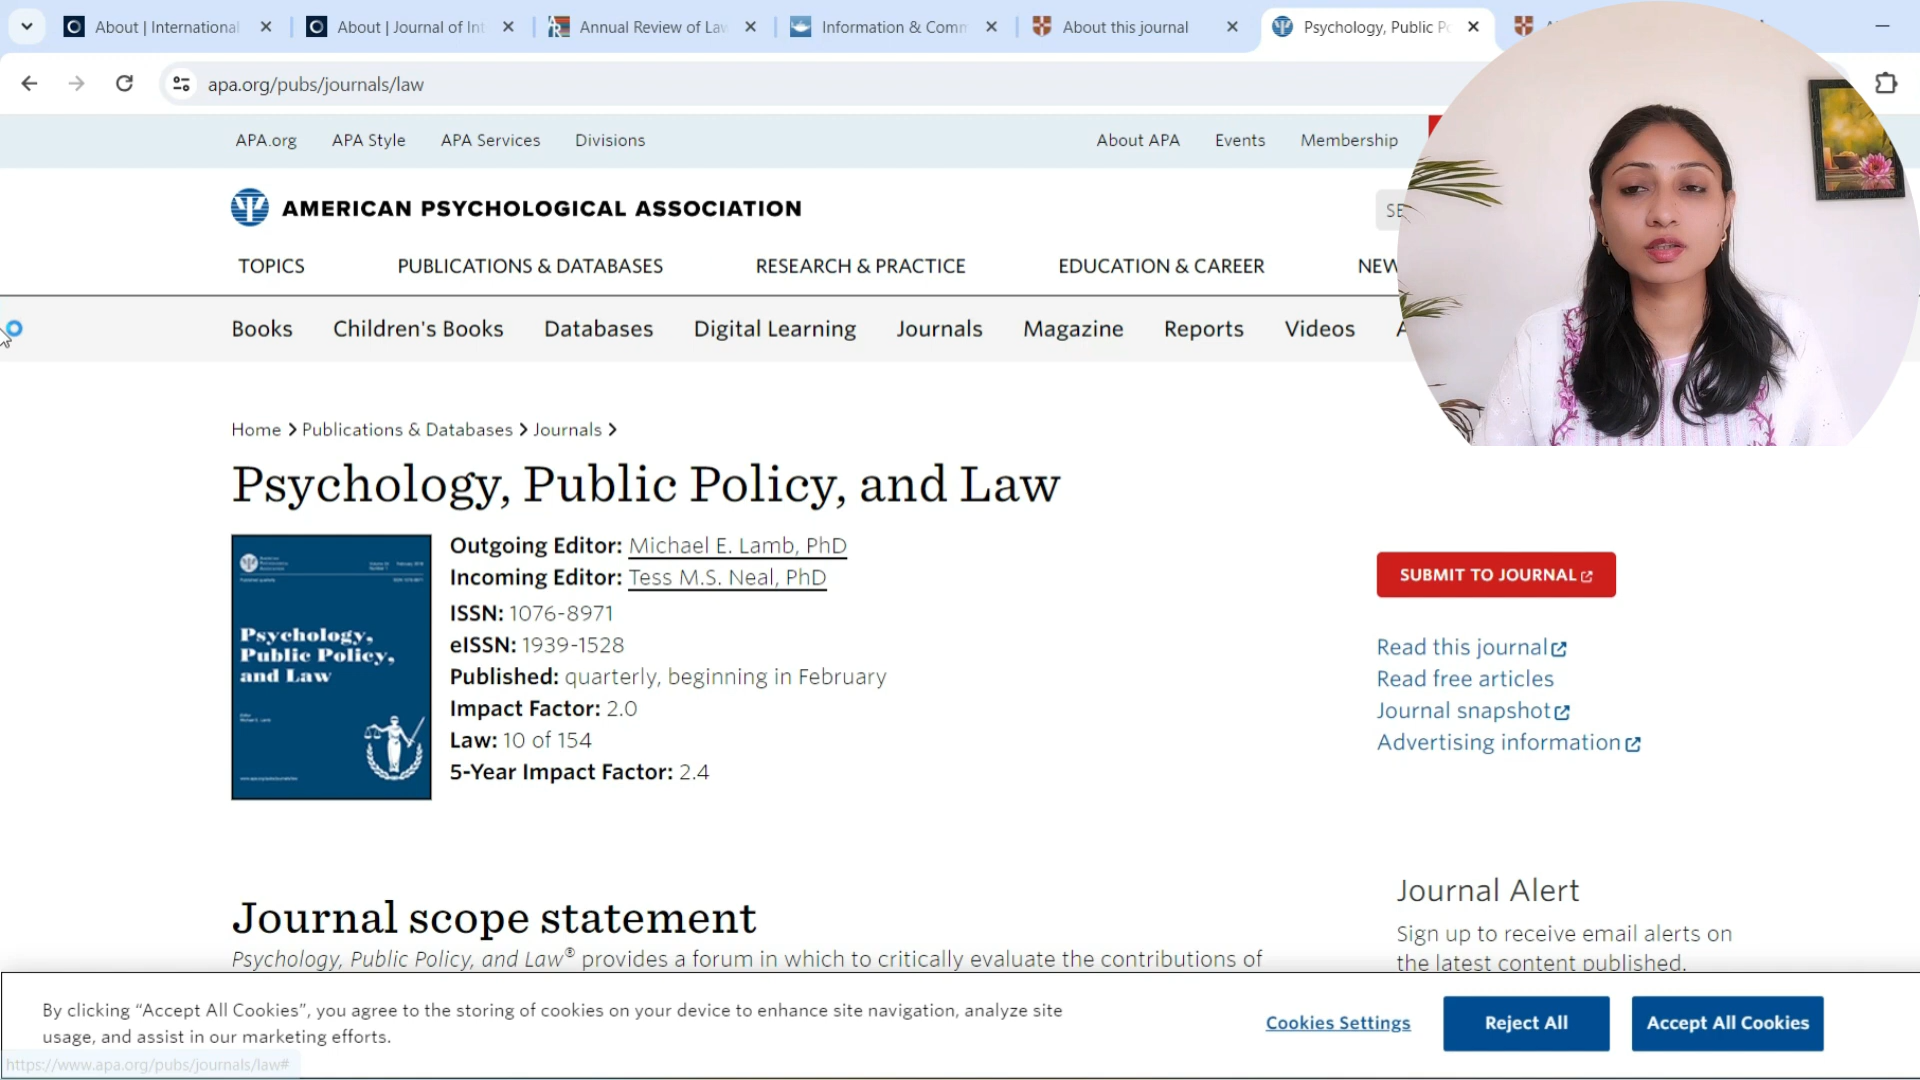 About | International
About | Journal of Int
Annual Review of Law
Information & Comm
About this journal
Psychology, Public Po
apa.org/pubs/journals/law
APA.org
APA Style
APA Services
Divisions
About APA
Events
Membership
AMERICAN PSYCHOLOGICAL ASSOCIATION
SE
TOPICS
PUBLICATIONS & DATABASES
RESEARCH & PRACTICE
EDUCATION & CAREER
NEW
Books
Children's Books
Databases
Digital Learning
Journals
Magazine
Reports
Videos
Home > Publications & Databases > Journals >
Psychology, Public Policy, and Law
Psychology,
Public Policy,
and Law
Outgoing Editor: Michael E. Lamb, PhD
Incoming Editor: Tess M.S. Neal, PhD
ISSN: 1076-8971
eISSN: 1939-1528
Published: quarterly, beginning in February
Impact Factor: 2.0
Law: 10 of 154
5-Year Impact Factor: 2.4
SUBMIT TO JOURNAL
Read this journal
Read free articles
Journal snapshot
Advertising information
Journal scope statement
Psychology, Public Policy, and Law® provides a forum in which to critically evaluate the contributions of
Journal Alert
Sign up to receive email alerts on
the latest content published.
By clicking “Accept All Cookies”, you agree to the storing of cookies on your device to enhance site navigation, analyze site
usage, and assist in our marketing efforts.
Cookies Settings
Reject All
Accept All Cookies
https://www.apa.org/pubs/journals/law#